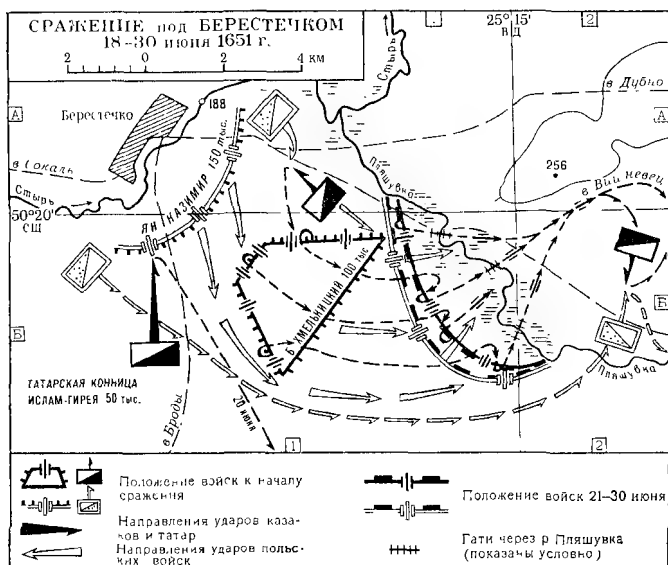 СРАЖЕНИЕ под БЕРЕСТЕЧКОМ
18-30 июня 1651 г.
2 0 2 4 км
25° 15'
ВД
1
2
А
А
Стырь
188
Берестечко
в Дубно
в Сокаль
Стырь
ЯН КАЗИМИР 150 тыс.
Пляшувка
256
в Вишневец
50° 20'
СШ
Б. ХМЕЛЬНИЦКИЙ 100 тыс
Б
Б
Пляшувка
ТАТАРСКАЯ КОННИЦА
ИСЛАМ-ГИРЕЯ 50 тыс.
в Броды
20 июня
1
2
Положение войск к началу
сражения
Направления ударов каза-
ков и татар
Направления ударов польс-
ких войск
Положение войск 21-30 июня
Гати через р Пляшувка
(показаны условно)